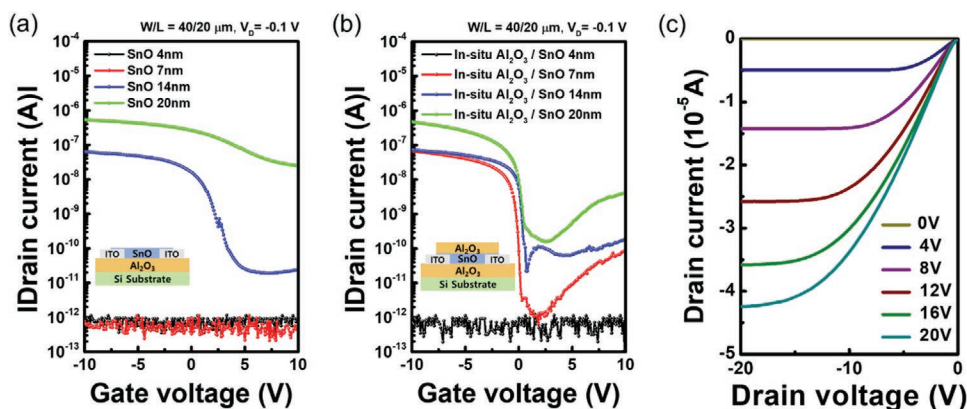 (a)
W/L = 40/20 μm, V_D= -0.1 V
10^-4
10^-5
10^-6
10^-7
10^-8
10^-9
10^-10
10^-11
10^-12
10^-13
IDrain current (A)I
SnO 4nm
SnO 7nm
SnO 14nm
SnO 20nm
ITO SnO ITO
Al₂O₃
Si Substrate
-10 -5 0 5 10
Gate voltage (V)
(b)
W/L = 40/20 μm, V_D= -0.1 V
10^-4
10^-5
10^-6
10^-7
10^-8
10^-9
10^-10
10^-11
10^-12
10^-13
IDrain current (A)I
In-situ Al₂O₃ / SnO 4nm
In-situ Al₂O₃ / SnO 7nm
In-situ Al₂O₃ / SnO 14nm
In-situ Al₂O₃ / SnO 20nm
Al₂O₃
ITO SnO ITO
Al₂O₃
Si Substrate
-10 -5 0 5 10
Gate voltage (V)
(c)
0
-1
-2
-3
-4
-5
Drain current (10^-5 A)
0V
4V
8V
12V
16V
20V
-20 -10 0
Drain voltage (V)